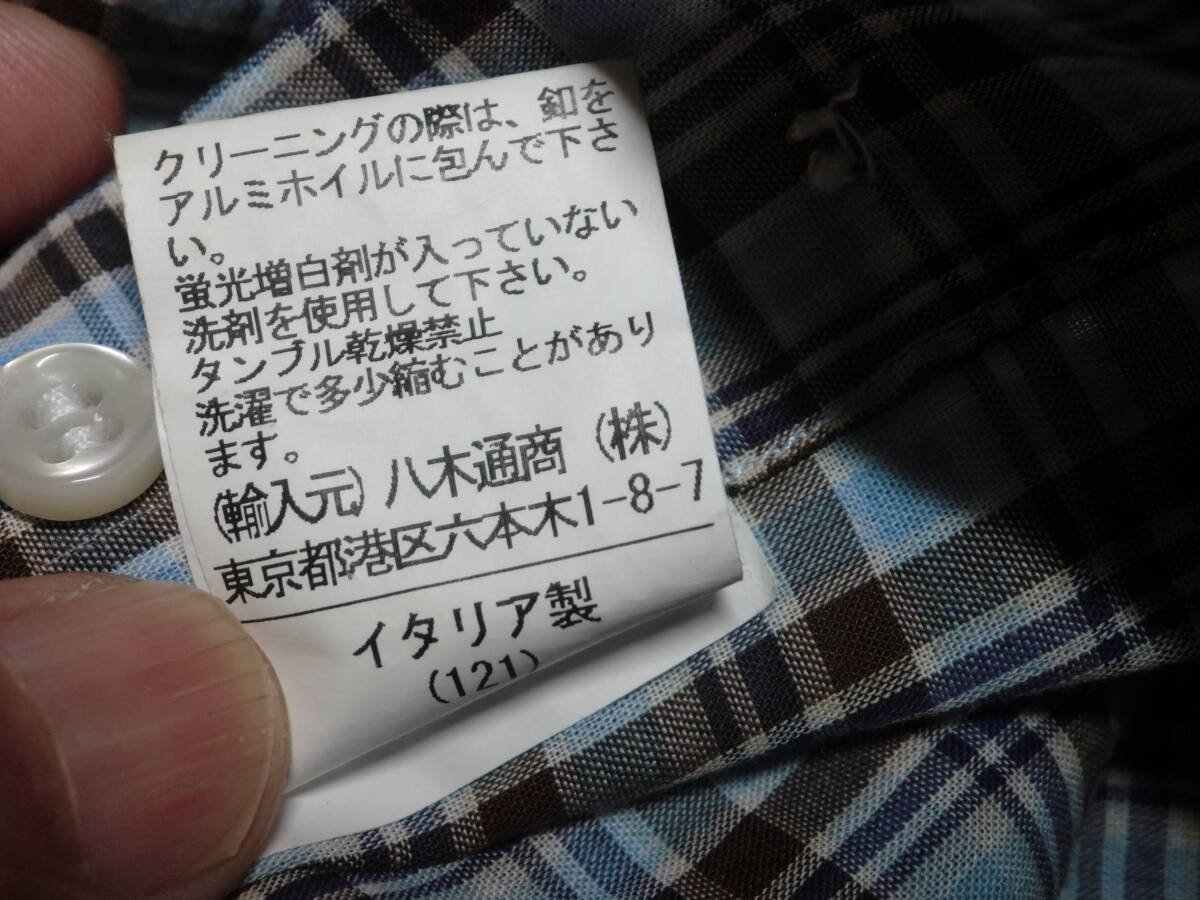 クリーニングの際は、釦を
アルミホイルに包んで下さ
い。
蛍光増白剤が入っていない
洗剤を使用して下さい。
タンブル乾燥禁止
洗濯で多少縮むことがあり
ます。
(輸入元) 八木通商 (株)
東京都港区六本木1-8-7
イタリア製
(121)